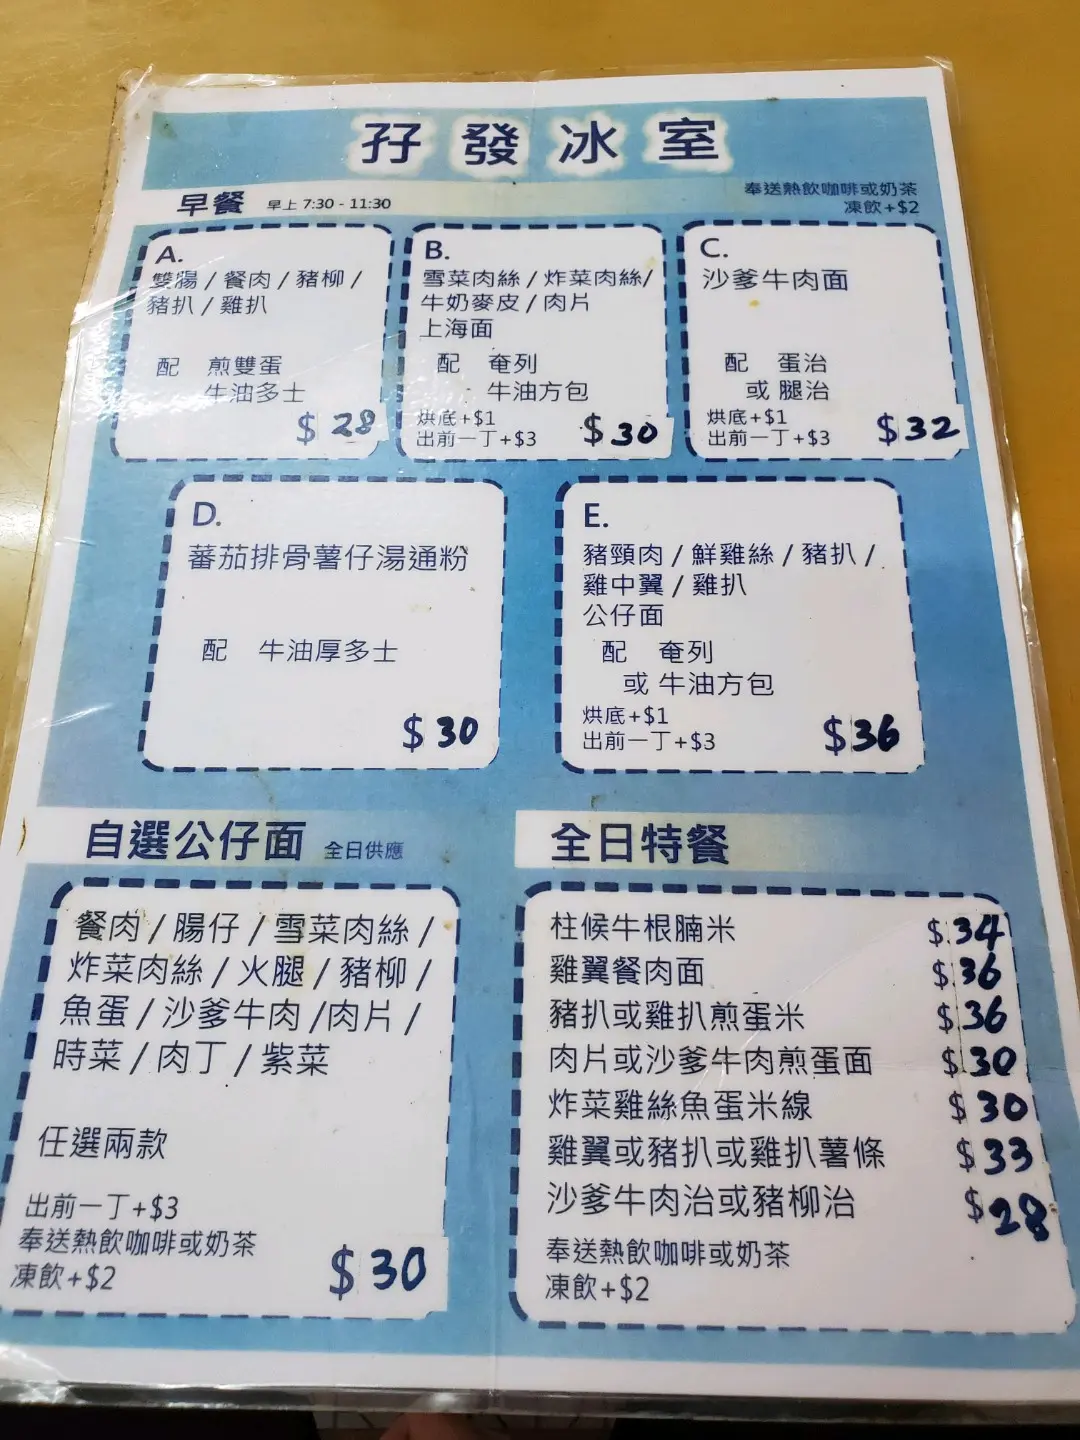 孖發冰室
早餐 早上 7:30 - 11:30
奉送熱飲咖啡或奶茶
凍飲+$2
A.
雙腸 / 餐肉 / 豬柳 /
豬扒 / 雞扒
配 煎雙蛋
牛油多士
$ 28
B.
雪菜肉絲 / 炸菜肉絲/
牛奶麥皮 / 肉片
上海面
配 奄列
牛油方包
烘底+$1
出前一丁+$3
$ 30
C.
沙爹牛肉面
配 蛋治
或 腿治
烘底+$1
出前一丁+$3
$ 32
D.
蕃茄排骨薯仔湯通粉
配 牛油厚多士
$ 30
E.
豬頸肉 / 鮮雞絲 / 豬扒 /
雞中翼 / 雞扒
公仔面
配 奄列
或 牛油方包
烘底+$1
出前一丁+$3
$ 36
自選公仔面 全日供應
餐肉 / 腸仔 / 雪菜肉絲 /
炸菜肉絲 / 火腿 / 豬柳 /
魚蛋 / 沙爹牛肉 /肉片 /
時菜 / 肉丁 / 紫菜
任選兩款
出前一丁+$3
奉送熱飲咖啡或奶茶
凍飲+$2
$ 30
全日特餐
柱候牛根腩米 $ 34
雞翼餐肉面 $ 36
豬扒或雞扒煎蛋米 $ 36
肉片或沙爹牛肉煎蛋面 $ 30
炸菜雞絲魚蛋米線 $ 30
雞翼或豬扒或雞扒薯條 $ 33
沙爹牛肉治或豬柳治 $ 28
奉送熱飲咖啡或奶茶
凍飲+$2